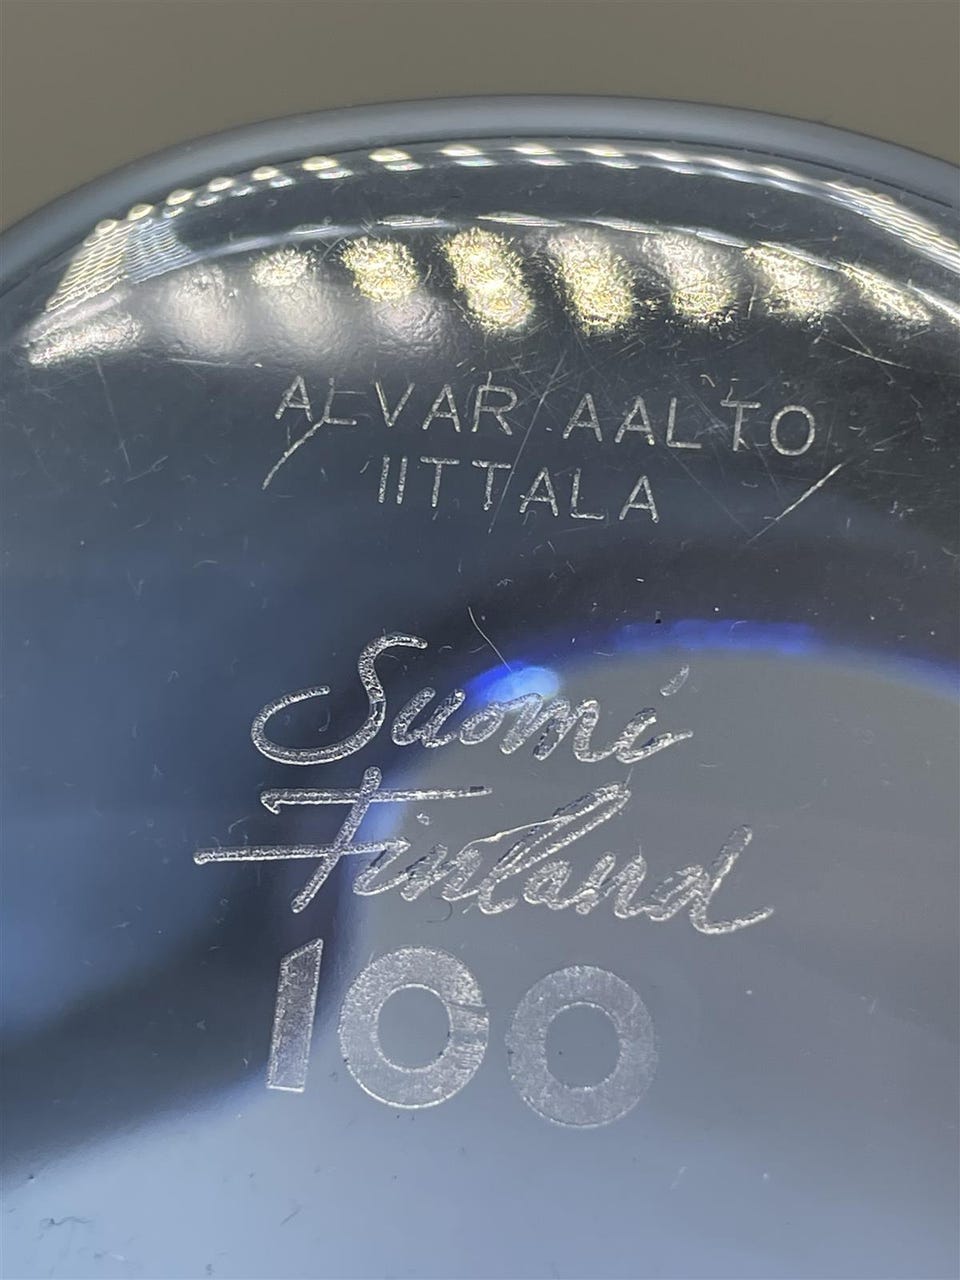 ALVAR AALTO
IITTALA
Suomi
Finland
100